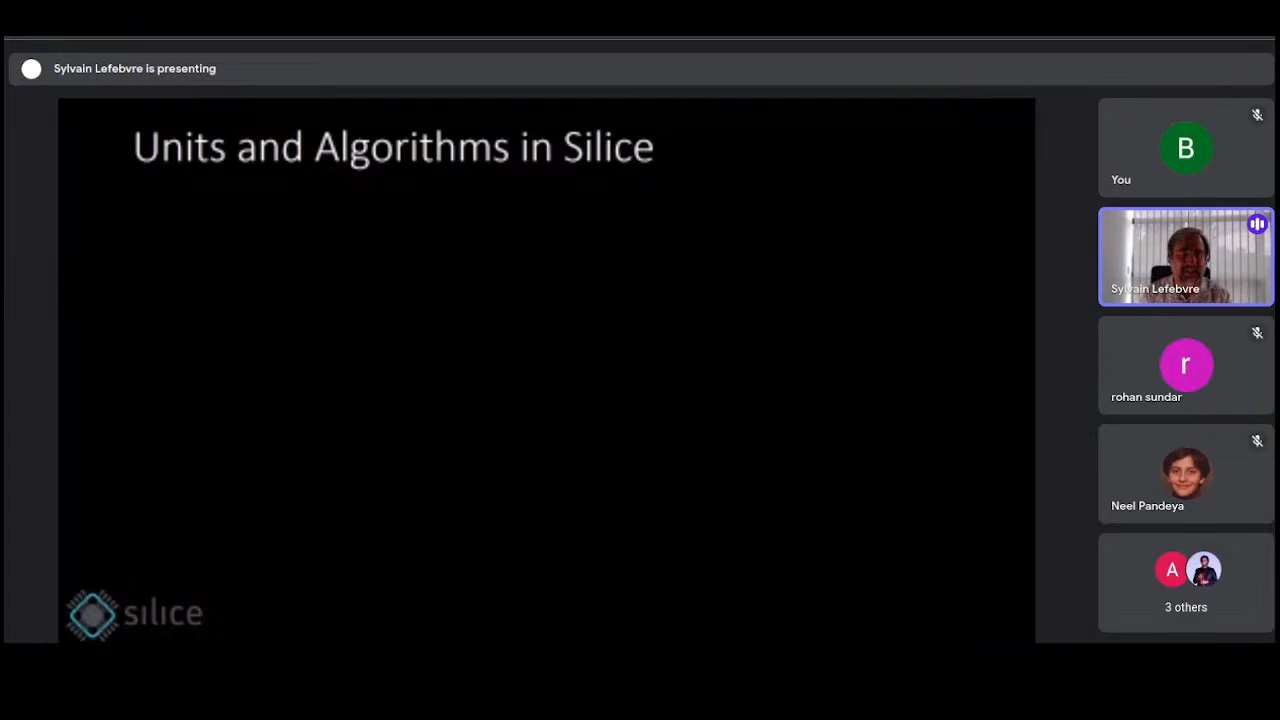 Sylvain Lefebvre is presenting
Units and Algorithms in Silice
silice
B
You
Sylvain Lefebvre
r
rohan sundar
Neel Pandeya
A
3 others